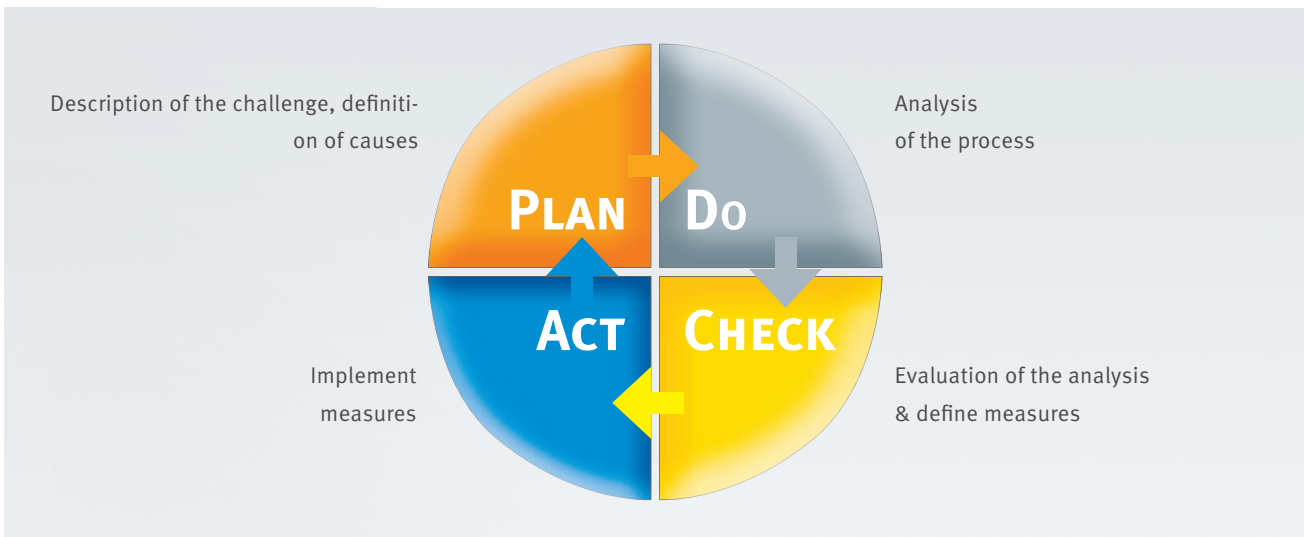 Description of the challenge, definiti-
on of causes
PLAN
DO
Analysis
of the process
ACT
CHECK
Implement
measures
Evaluation of the analysis
& define measures